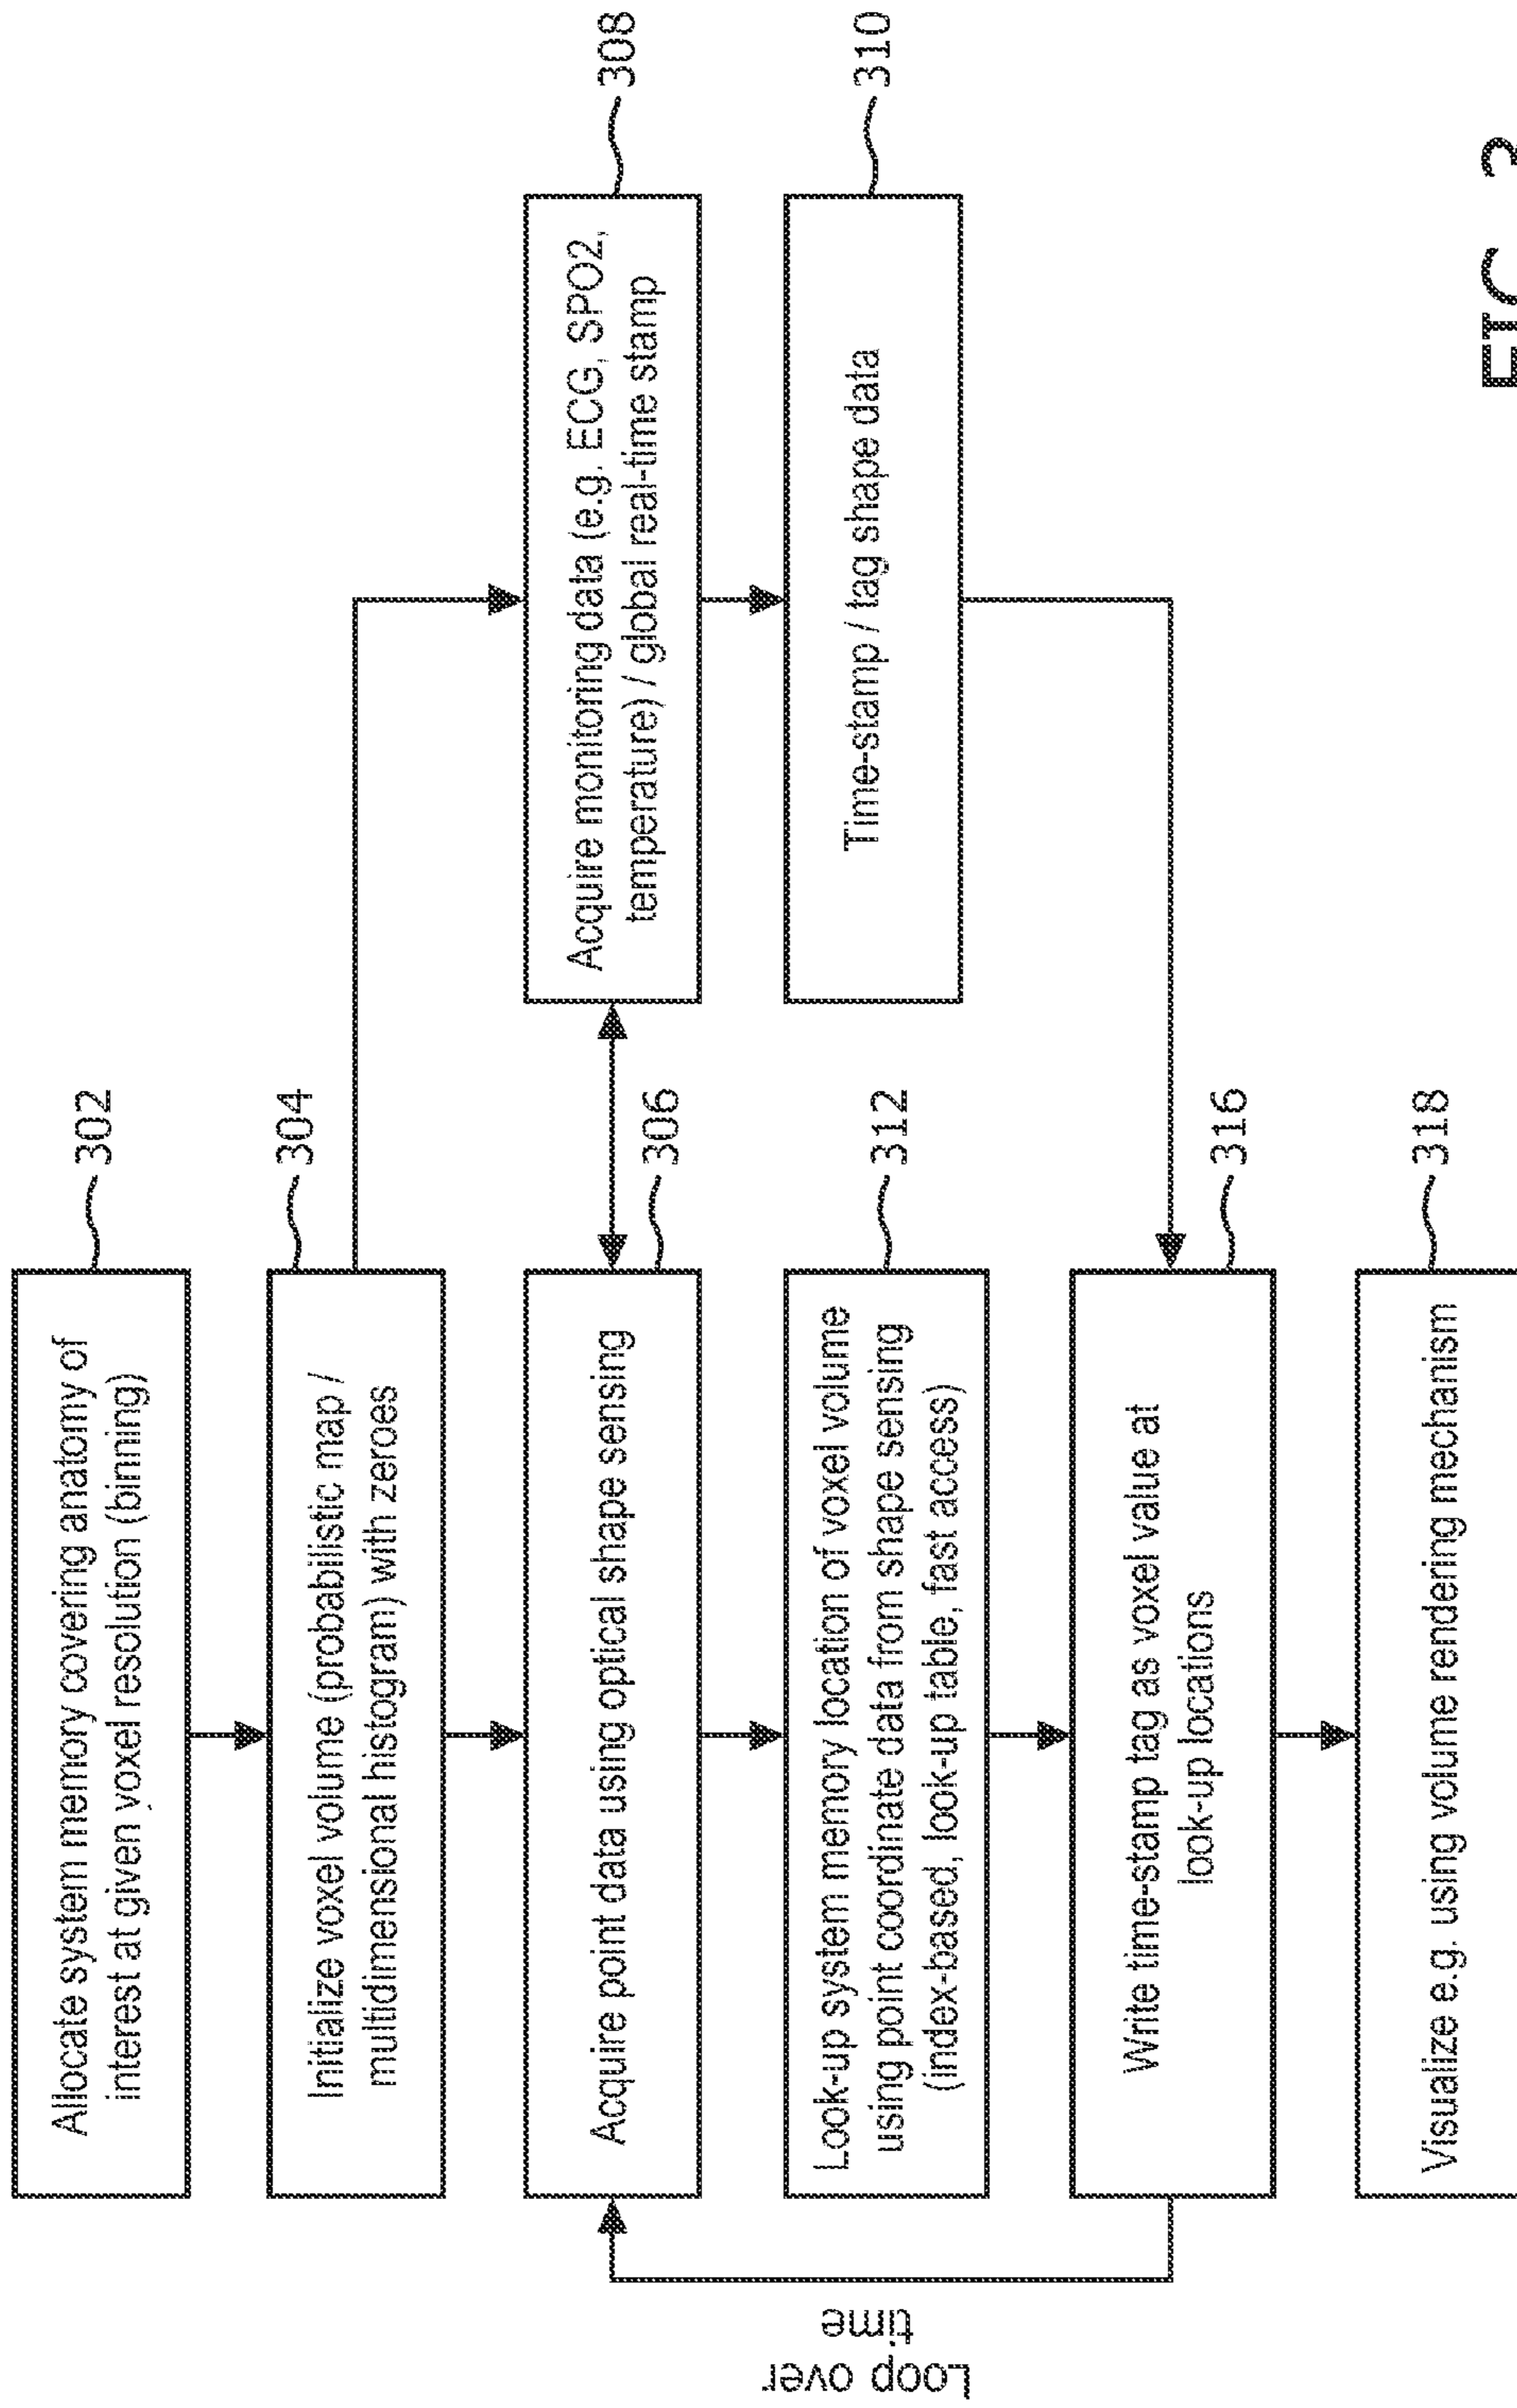 Allocate system memory covering anatomy of
interest at given voxel resolution (binning)
302
Initialize voxel volume (probabilistic map /
multidimensional histogram) with zeroes
304
Acquire point data using optical shape sensing
306
Acquire monitoring data (e.g. ECG, SPO2,
temperature) / global real-time stamp
308
Time-stamp / tag shape data
310
Look-up system memory location of voxel volume
using point coordinate data from shape sensing
(index-based, look-up table, fast access)
312
Write time-stamp tag as voxel value at
look-up locations
316
Visualize e.g. using volume rendering mechanism
318
Loop over
time
FIG. 3